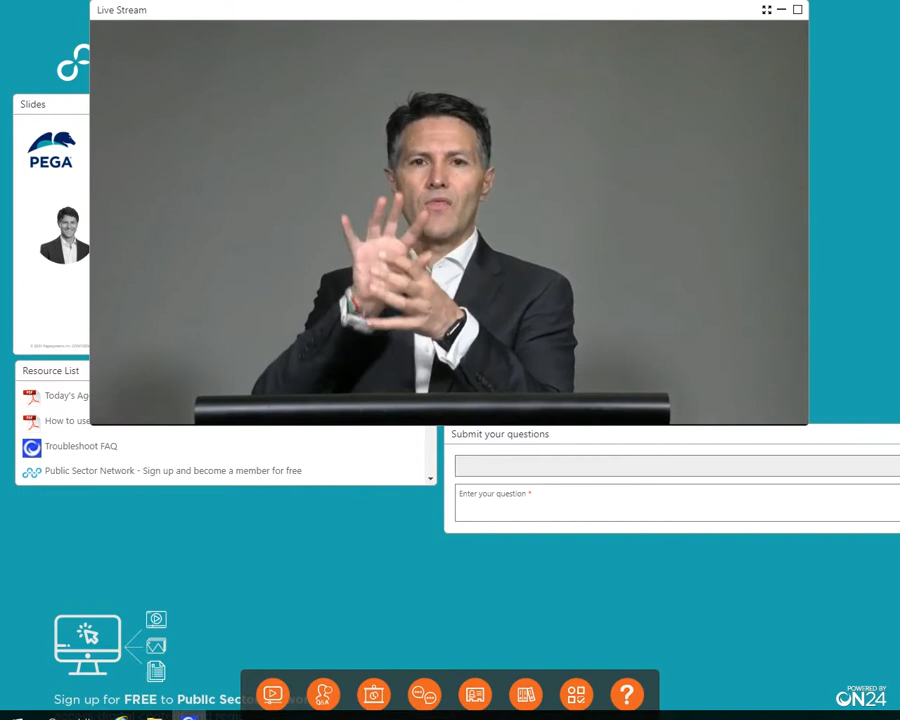 Live Stream
Slides
PEGA
Resource List
Today's Ag
How to use
Troubleshoot FAQ
Public Sector Network - Sign up and become a member for free
Submit your questions
Enter your question *
Q&A
?
Sign up for FREE to Public Sect
POWERED BY
ON24